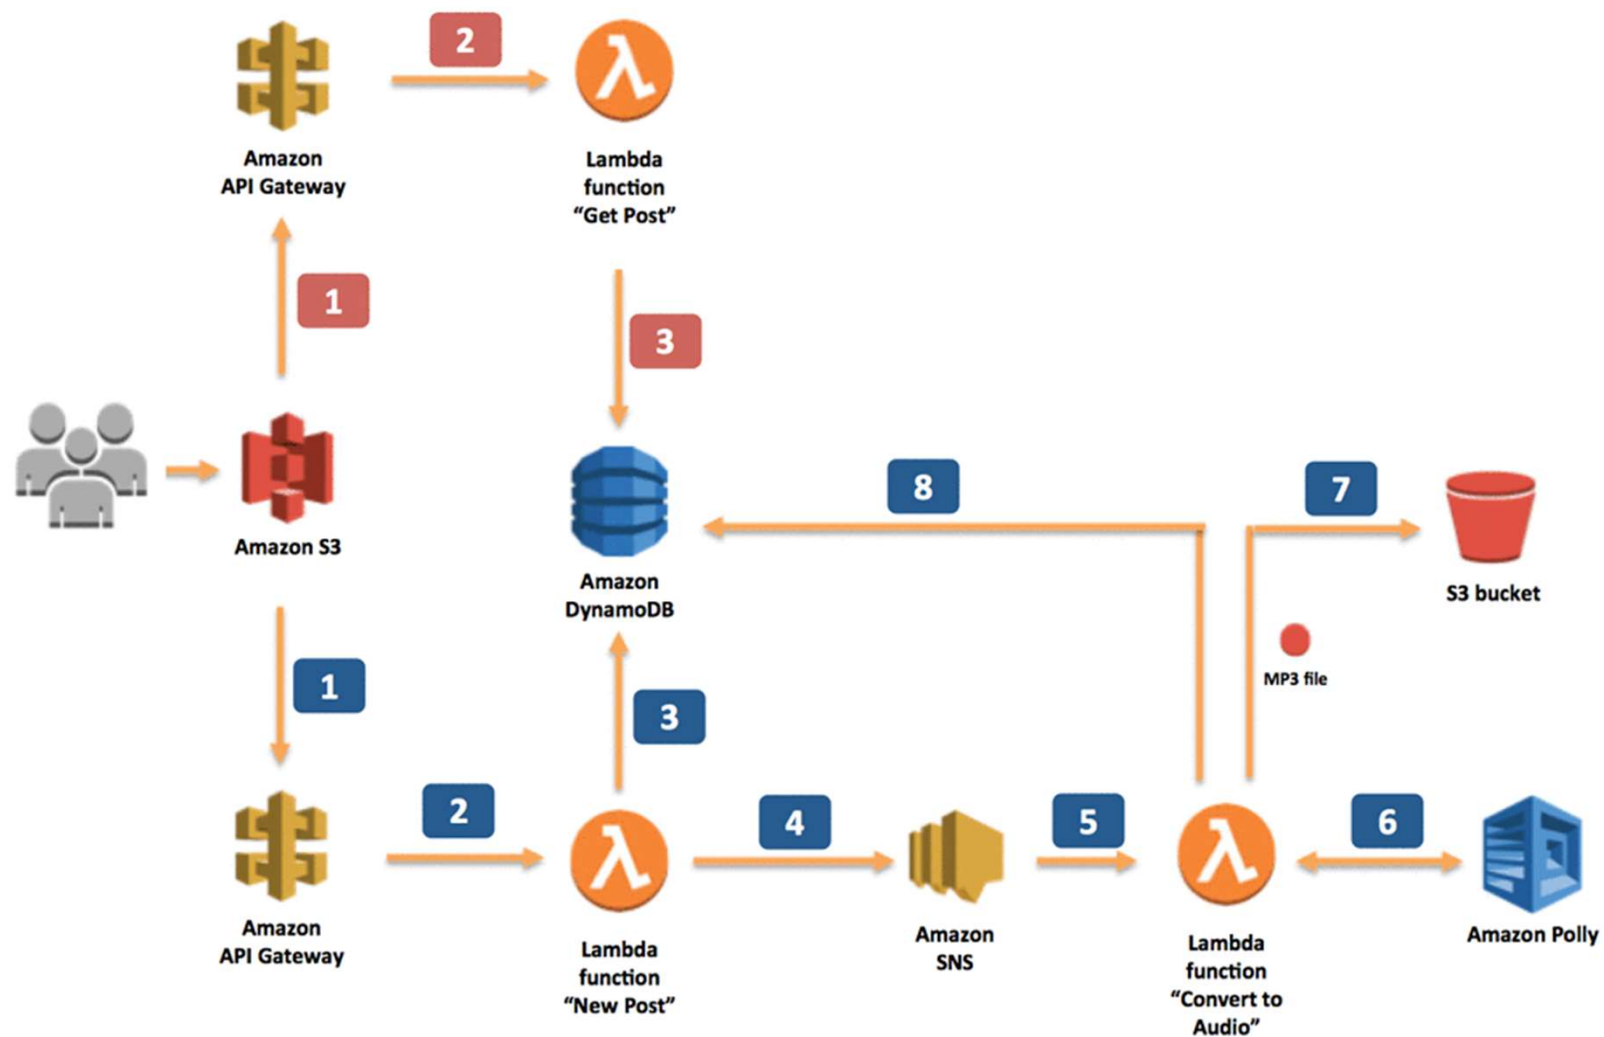 2
Amazon
API Gateway
Lambda
function
“Get Post”
1
3
Amazon S3
8
7
Amazon
DynamoDB
S3 bucket
MP3 file
1
3
2
4
5
6
Amazon
API Gateway
Lambda
function
“New Post”
Amazon
SNS
Lambda
function
“Convert to
Audio”
Amazon Polly